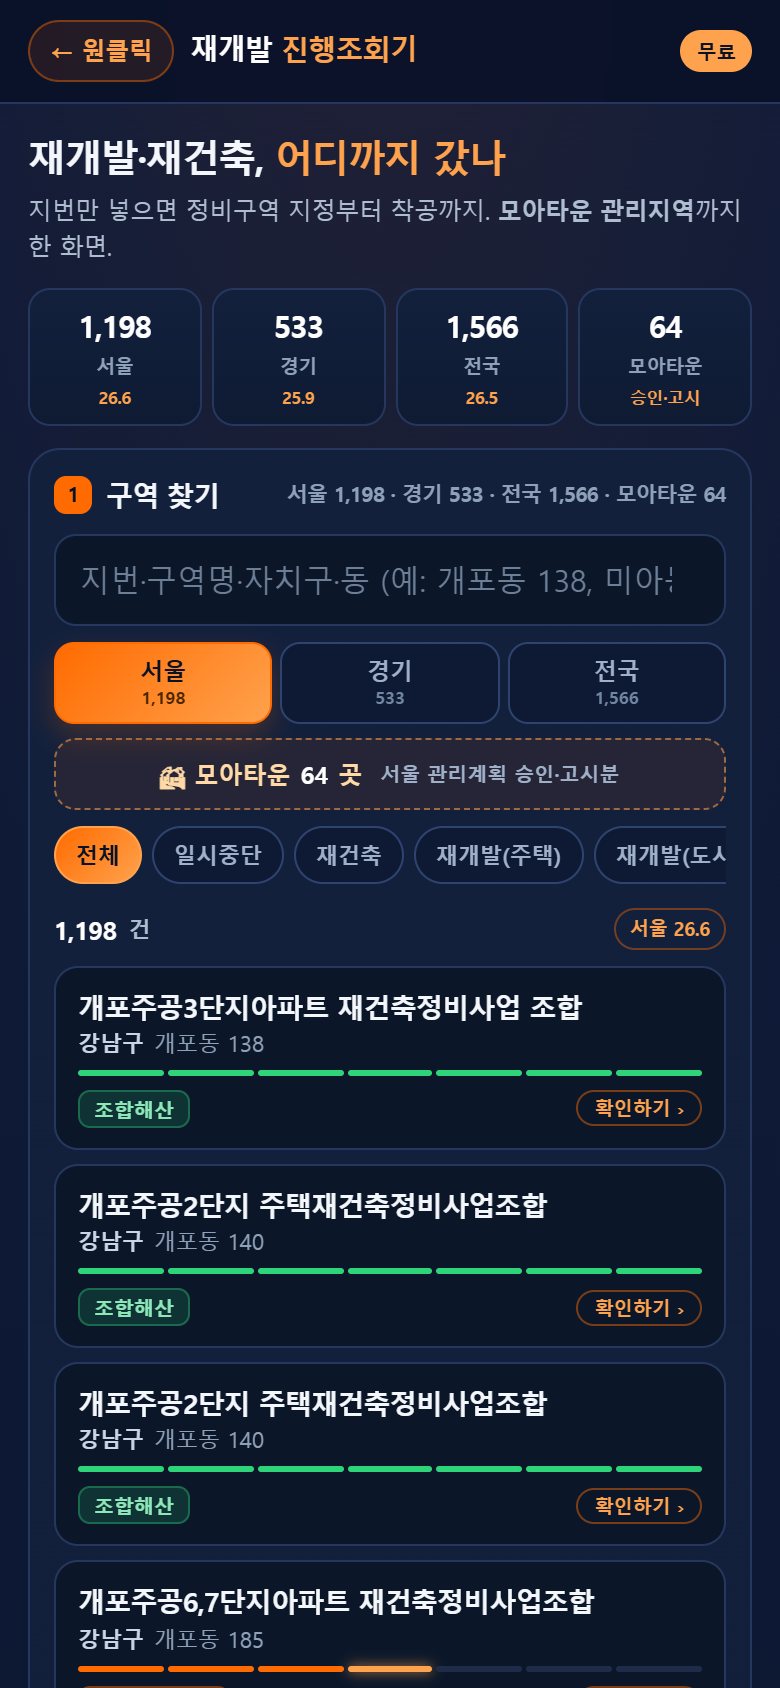 ← 원클릭 재개발 진행조회기 무료
재개발·재건축, 어디까지 갔나
지번만 넣으면 정비구역 지정부터 착공까지. 모아타운 관리지역까지
한 화면.
1,198 533 1,566 64
서울 경기 전국 모아타운
26.6 25.9 26.5 승인·고시
1 구역 찾기 서울 1,198 · 경기 533 · 전국 1,566 · 모아타운 64
지번·구역명·자치구·동 (예: 개포동 138, 미아
서울 경기 전국
1,198 533 1,566
모아타운 64 곳 서울 관리계획 승인·고시분
전체 일시중단 재건축 재개발(주택) 재개발(도시
1,198 건 서울 26.6
개포주공3단지아파트 재건축정비사업 조합
강남구 개포동 138
조합해산 확인하기 ›
개포주공2단지 주택재건축정비사업조합
강남구 개포동 140
조합해산 확인하기 ›
개포주공2단지 주택재건축정비사업조합
강남구 개포동 140
조합해산 확인하기 ›
개포주공6,7단지아파트 재건축정비사업조합
강남구 개포동 185